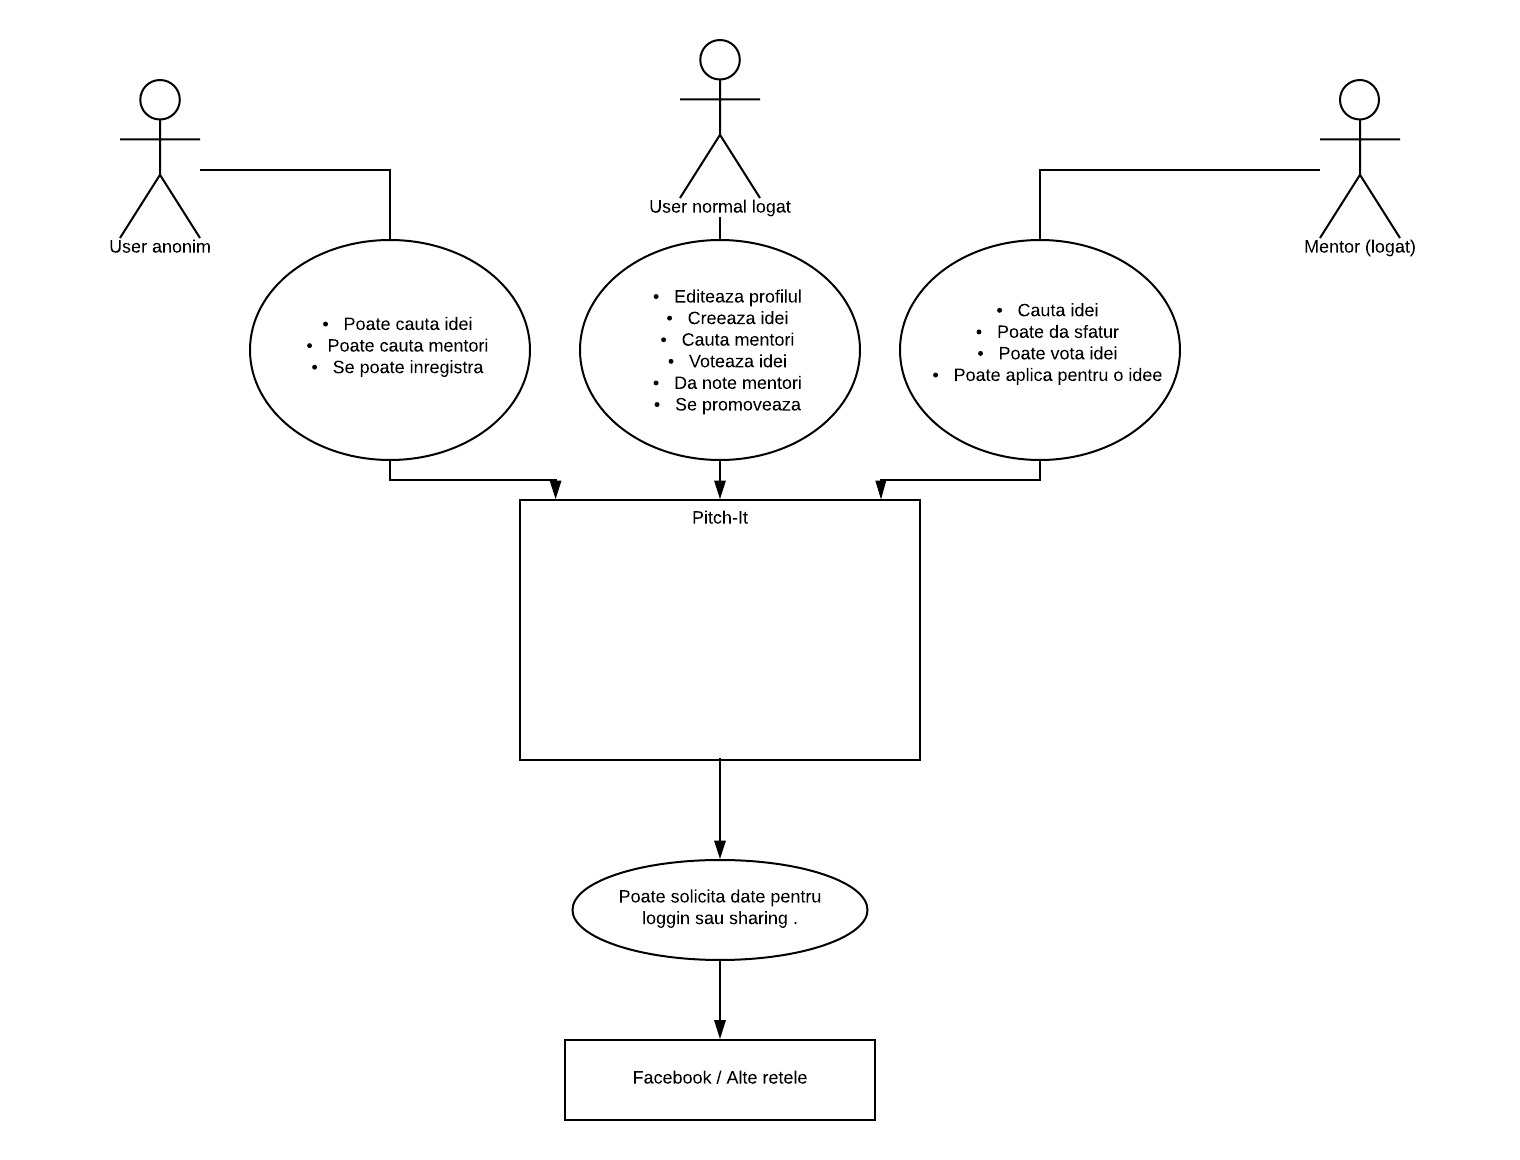 User anonim
User normal logat
Mentor (logat)
• Poate cauta idei
• Poate cauta mentori
• Se poate inregistra
• Editeaza profilul
• Creeaza idei
• Cauta mentori
• Voteaza idei
• Da note mentori
• Se promoveaza
• Cauta idei
• Poate da sfatur
• Poate vota idei
• Poate aplica pentru o idee
Pitch-It
Poate solicita date pentru
loggin sau sharing .
Facebook / Alte retele